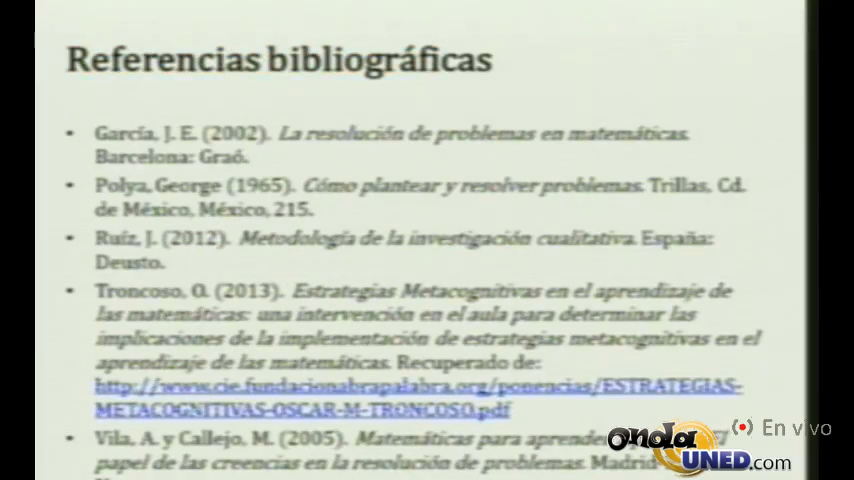 Referencias bibliográficas
• García, J. E. (2002). La resolución de problemas en matemáticas.
Barcelona: Graó.
• Polya, George (1965). Cómo plantear y resolver problemas. Trillas, Cd.
de México, México, 215.
• Ruíz, J. (2012). Metodología de la investigación cualitativa. España:
Deusto.
• Troncoso, O. (2013). Estrategias Metacognitivas en el aprendizaje de
las matemáticas: una intervención en el aula para determinar las
implicaciones de la implementación de estrategias metacognitivas en el
aprendizaje de las matemáticas. Recuperado de:
http://www.cie.fundacionabrapalabra.org/ponencias/ESTRATEGIAS-
METACOGNITIVAS-OSCAR-M-TRONCOSO.pdf
• Vila, A. y Callejo, M. (2005). Matemáticas para aprender
papel de las creencias en la resolución de problemas. Madrid
En vivo
onda
UNED.com